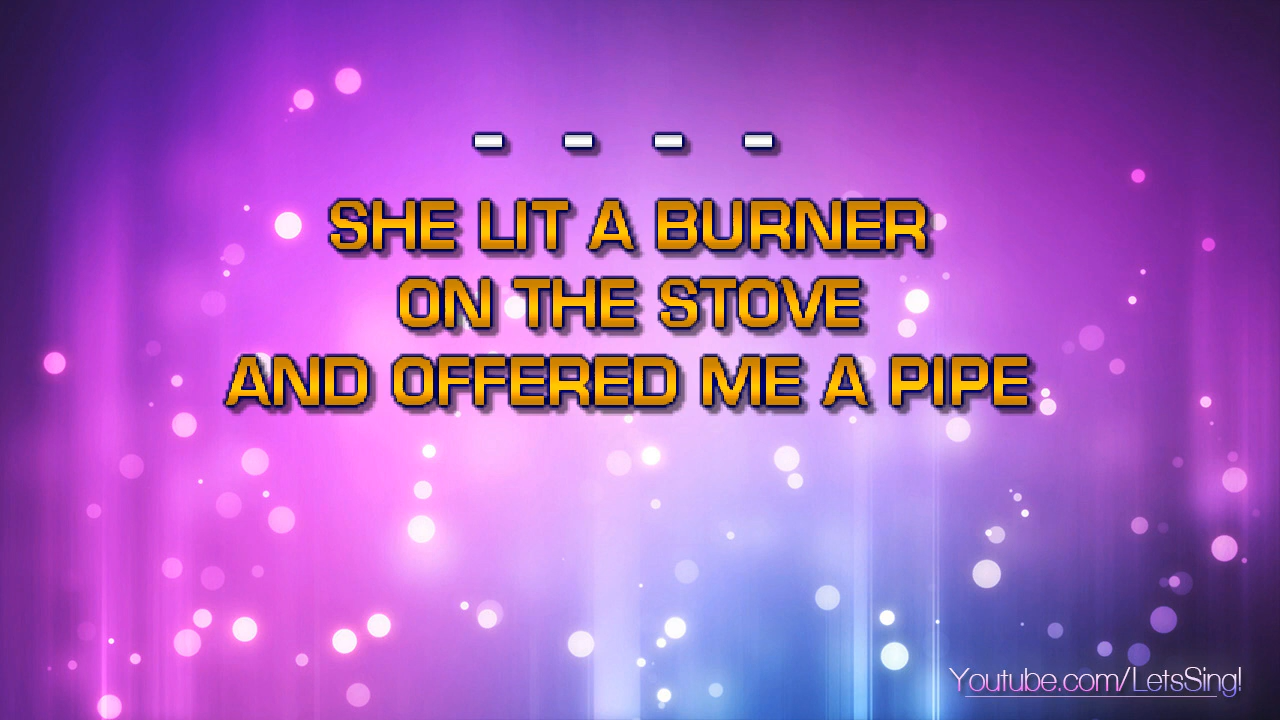 - - - -
SHE LIT A BURNER
ON THE STOVE
AND OFFERED ME A PIPE
Youtube.com/LetsSing!